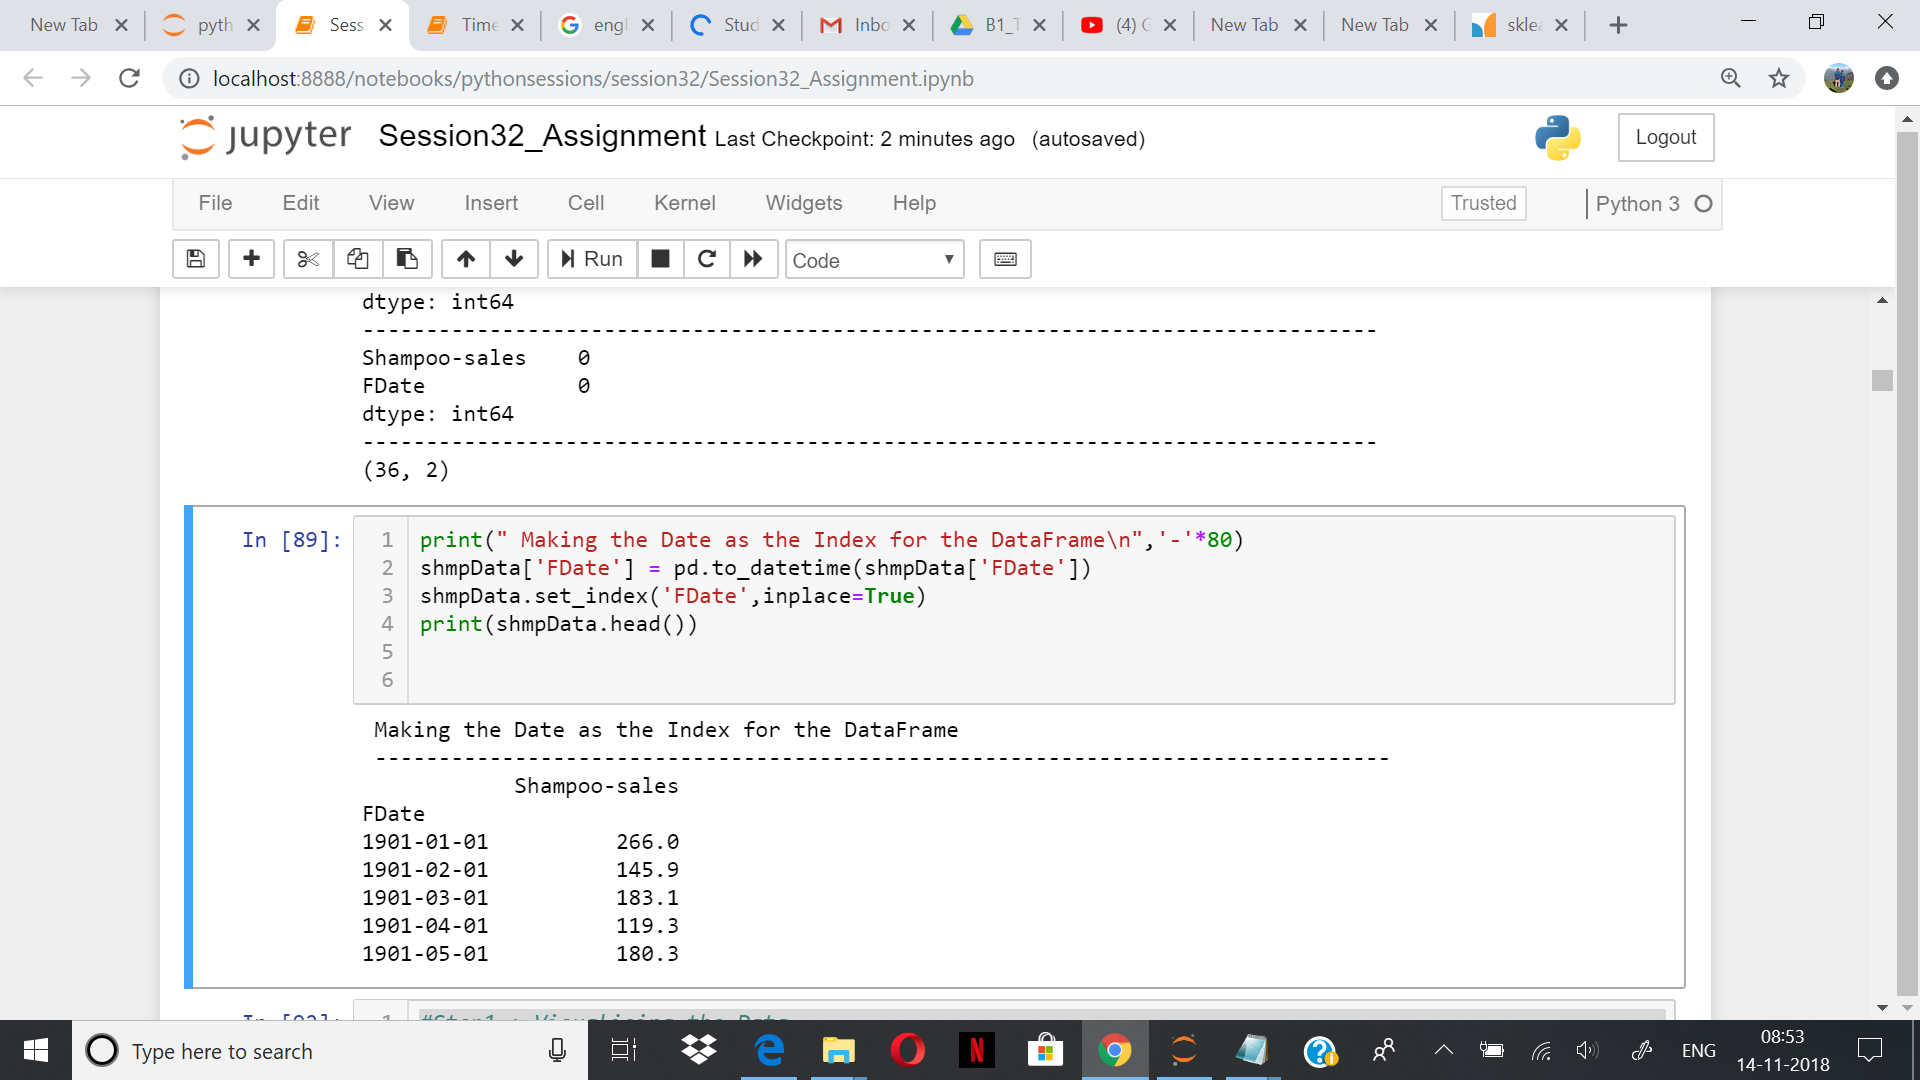 New Tab
pyth
Sess
Time
engl
Stud
Inbo
B1_T
(4) G
New Tab
New Tab
skle
localhost:8888/notebooks/pythonsessions/session32/Session32_Assignment.ipynb
jupyter Session32_Assignment Last Checkpoint: 2 minutes ago (autosaved)
Logout
File Edit View Insert Cell Kernel Widgets Help
Trusted
Python 3
Run
Code
dtype: int64
--------------------------------------------------------------------------------
Shampoo-sales    0
FDate            0
dtype: int64
--------------------------------------------------------------------------------
(36, 2)
In [89]:
1 print(" Making the Date as the Index for the DataFrame\n",'-'*80)
2 shmpData['FDate'] = pd.to_datetime(shmpData['FDate'])
3 shmpData.set_index('FDate',inplace=True)
4 print(shmpData.head())
5
6
Making the Date as the Index for the DataFrame
--------------------------------------------------------------------------------
Shampoo-sales
FDate
1901-01-01          266.0
1901-02-01          145.9
1901-03-01          183.1
1901-04-01          119.3
1901-05-01          180.3
1 #Step1 : Visualising the Data
Type here to search
ENG
08:53
14-11-2018